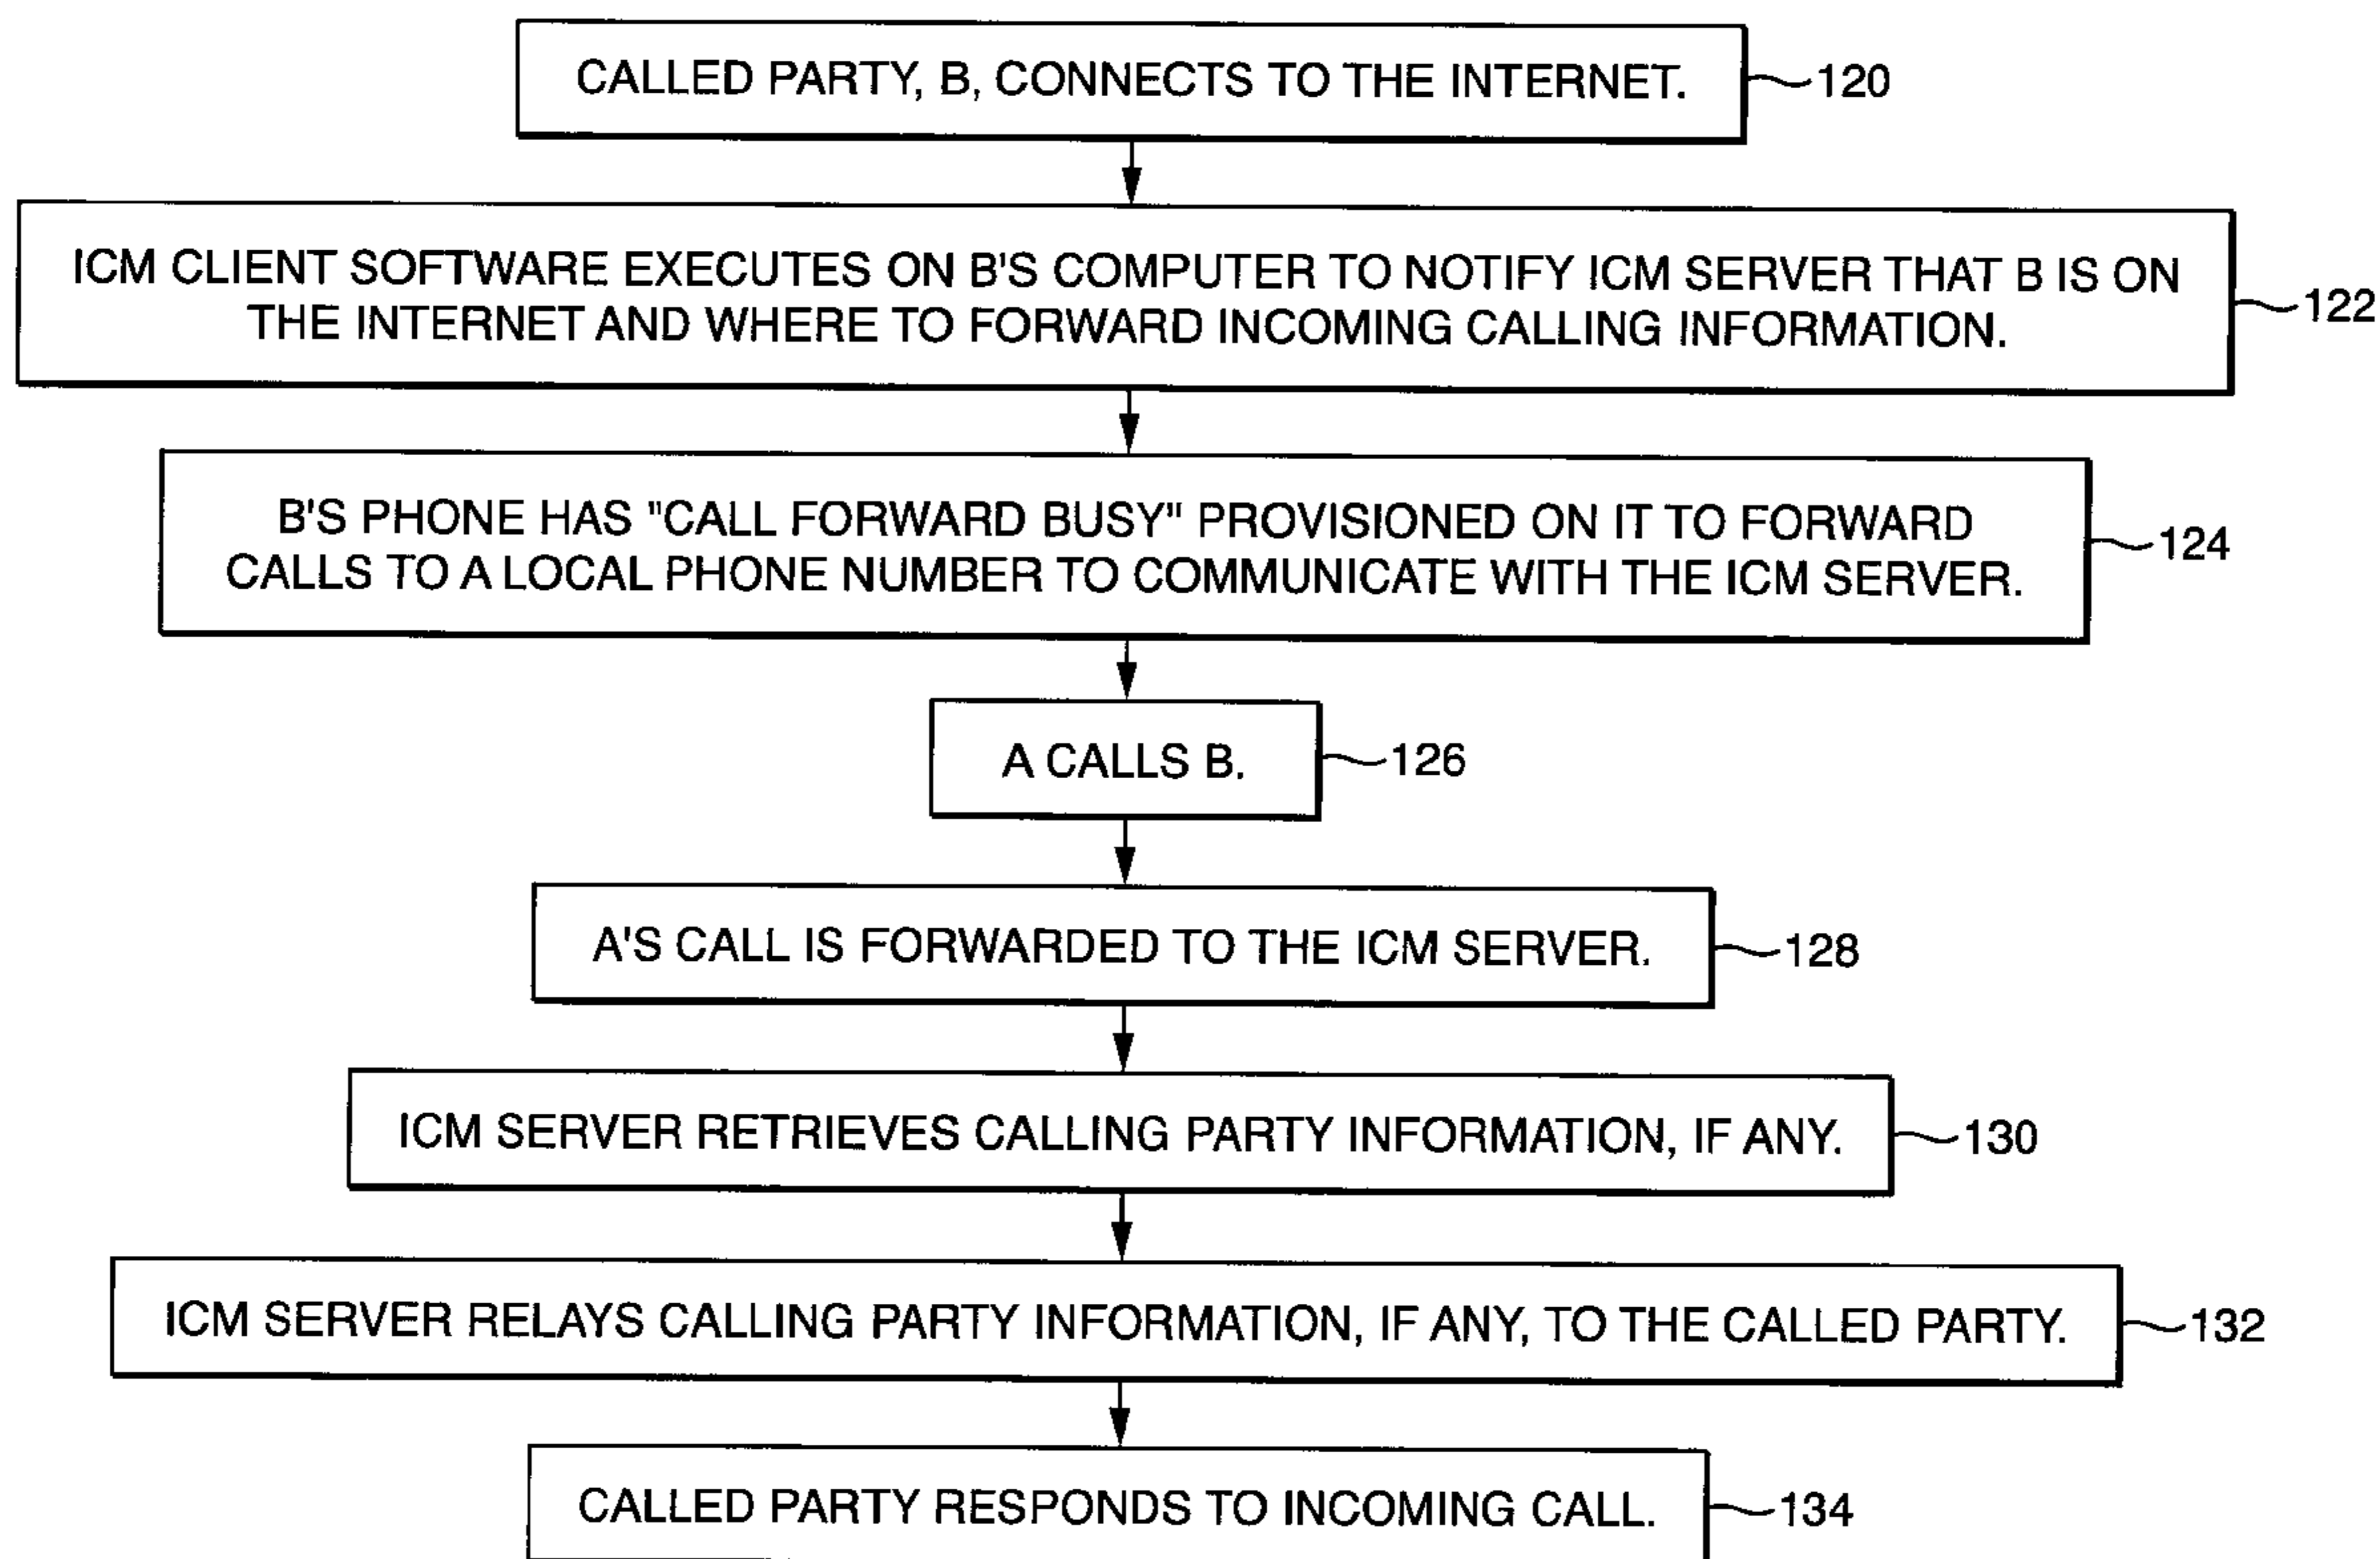 CALLED PARTY, B, CONNECTS TO THE INTERNET.
120
ICM CLIENT SOFTWARE EXECUTES ON B'S COMPUTER TO NOTIFY ICM SERVER THAT B IS ON
THE INTERNET AND WHERE TO FORWARD INCOMING CALLING INFORMATION.
122
B'S PHONE HAS "CALL FORWARD BUSY" PROVISIONED ON IT TO FORWARD
CALLS TO A LOCAL PHONE NUMBER TO COMMUNICATE WITH THE ICM SERVER.
124
A CALLS B.
126
A'S CALL IS FORWARDED TO THE ICM SERVER.
128
ICM SERVER RETRIEVES CALLING PARTY INFORMATION, IF ANY.
130
ICM SERVER RELAYS CALLING PARTY INFORMATION, IF ANY, TO THE CALLED PARTY.
132
CALLED PARTY RESPONDS TO INCOMING CALL.
134